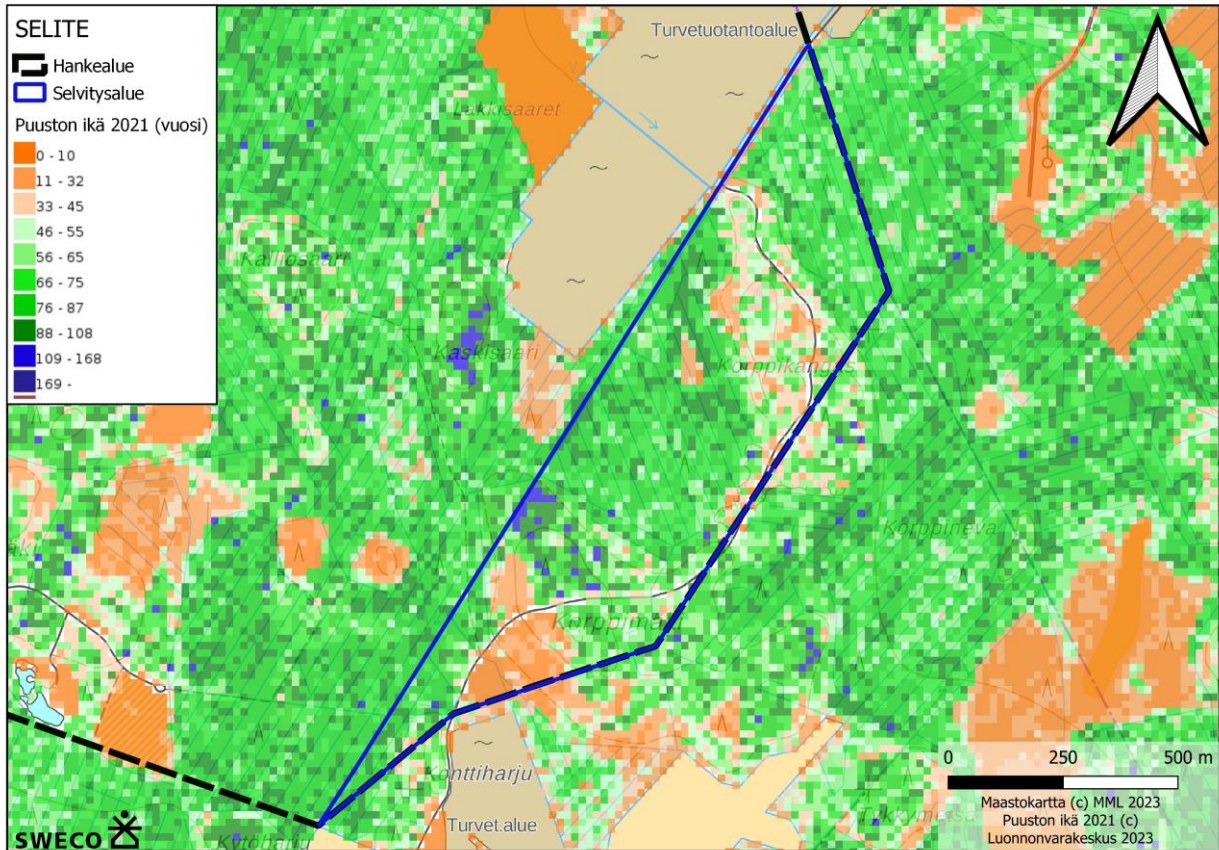 SELITE
Hankealue
Selvitysalue
Puuston ikä 2021 (vuosi)
0 - 10
11 - 32
33 - 45
46 - 55
56 - 65
66 - 75
76 - 87
88 - 108
109 - 168
169 -
Turvetuotantoalue
Lakkisaaret
Kalliosaari
Kaskisaari
Korppikangas
Korppineva
Konttiharju
Turvet.alue
Kytöharju
0 250 500 m
Maastokartta (c) MML 2023
Puuston ikä 2021 (c)
Luonnonvarakeskus 2023
SWECO